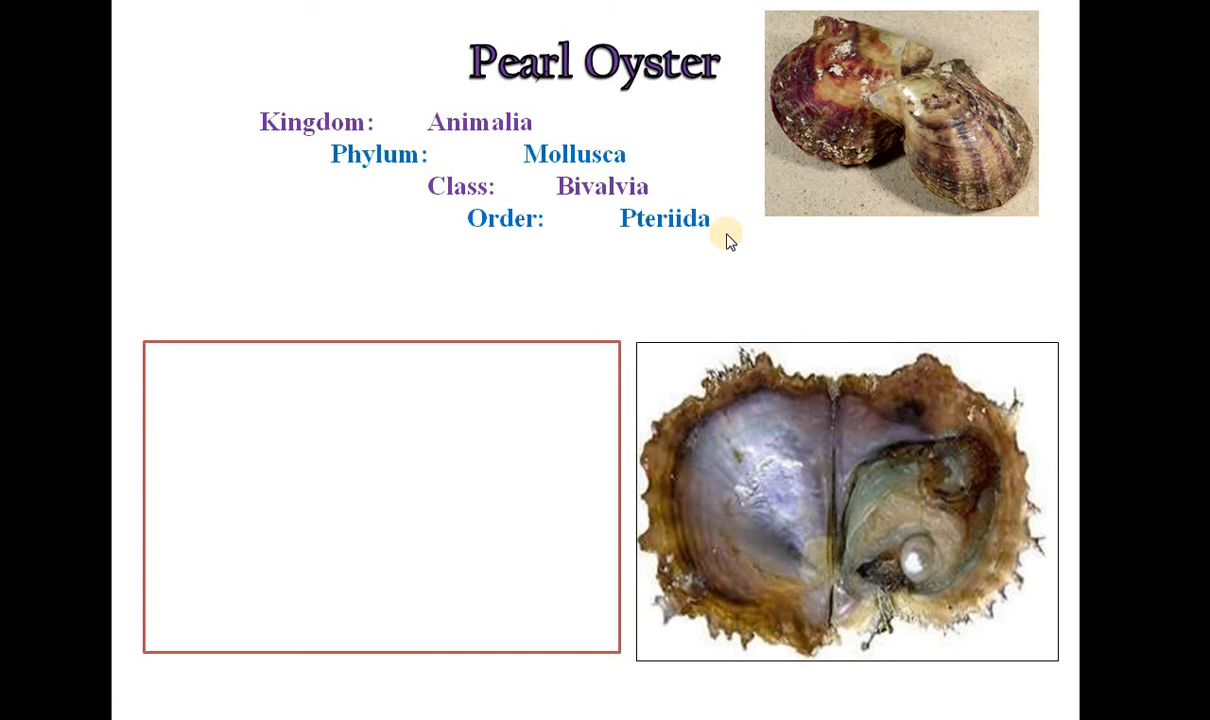 Pearl Oyster
Kingdom: Animalia
Phylum: Mollusca
Class: Bivalvia
Order: Pteriida